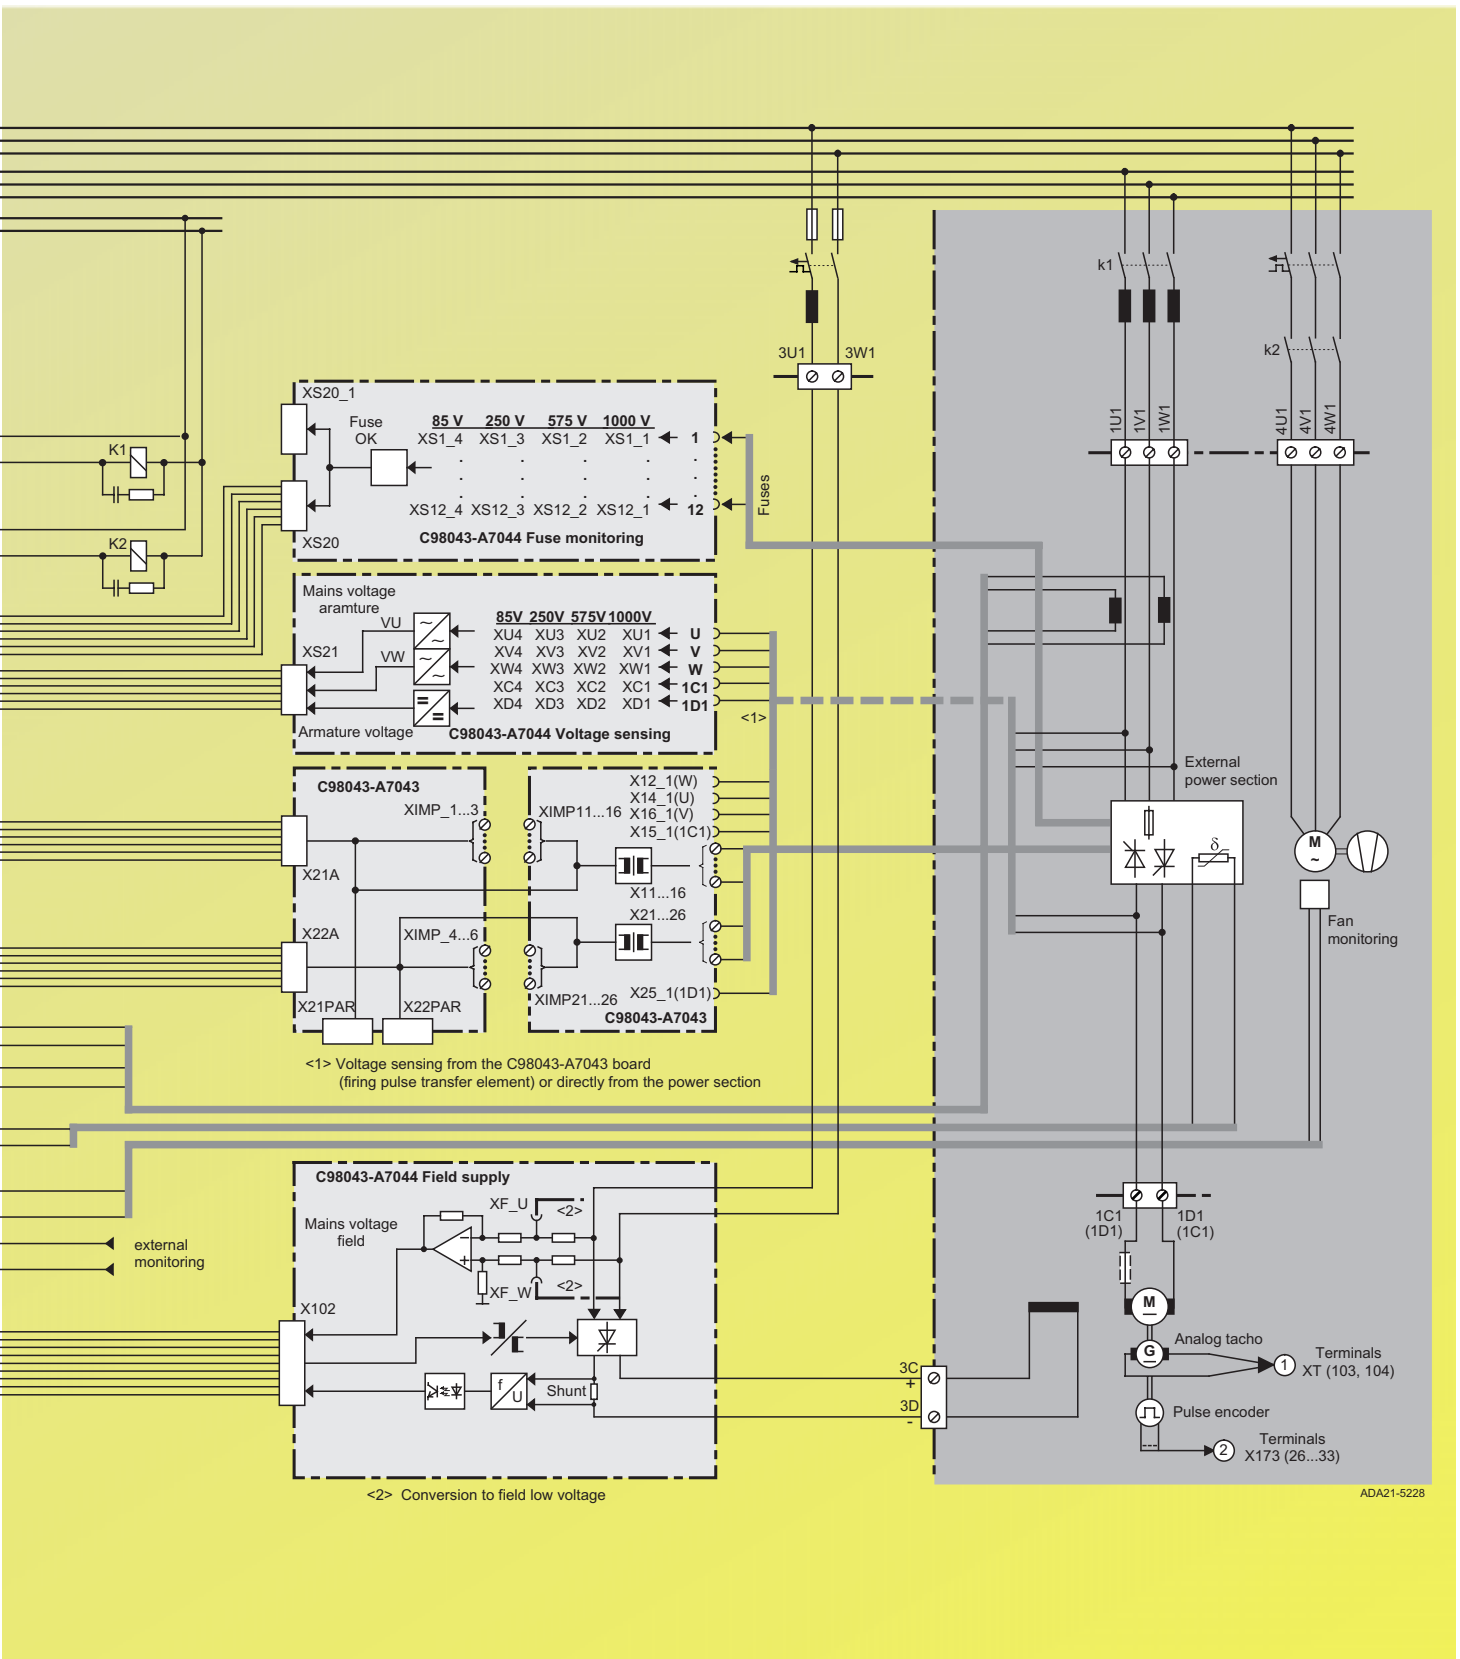 k1
k2
3U1 3W1
1U1
1V1
4W1
4U1
4V1
4W1
XS20_1
Fuse
OK
85 V 250 V 575 V 1000 V
XS1_4 XS1_3 XS1_2 XS1_1 1
. . . . .
. . . . .
. . . . .
XS12_4 XS12_3 XS12_2 XS12_1 12
XS20
C98043-A7044 Fuse monitoring
Fuses
K1
K2
Mains voltage
aramture
VU
VW
XS21
85V 250V 575V 1000V
XU4 XU3 XU2 XU1 U
XV4 XV3 XV2 XV1 V
XW4 XW3 XW2 XW1 W
XC4 XC3 XC2 XC1 1C1
XD4 XD3 XD2 XD1 1D1
~
~
~
~
=
=
Armature voltage
C98043-A7044 Voltage sensing
<1>
External
power section
δ
M
~
Fan
monitoring
C98043-A7043
XIMP_1...3
X21A
X22A
XIMP_4...6
X21PAR
X22PAR
XIMP11...16
X12_1(W)
X14_1(U)
X16_1(V)
X15_1(1C1)
X11...16
X21...26
XIMP21...26
X25_1(1D1)
C98043-A7043
<1> Voltage sensing from the C98043-A7043 board
(firing pulse transfer element) or directly from the power section
C98043-A7044 Field supply
Mains voltage
field
XF_U
<2>
−
+
XF_W
<2>
external
monitoring
X102
f
U
Shunt
3C
+
3D
-
<2> Conversion to field low voltage
1C1
(1D1)
1D1
(1C1)
M
G
Analog tacho
1
Terminals
XT (103, 104)
Pulse encoder
2
Terminals
X173 (26...33)
ADA21-5228